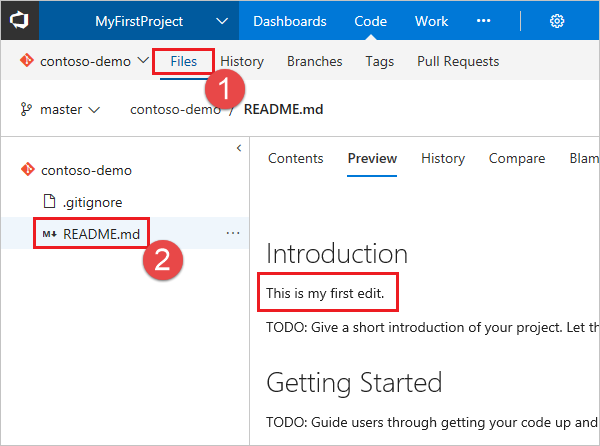 MyFirstProject Dashboards Code Work ...
contoso-demo Files History Branches Tags Pull Requests
1
master contoso-demo / README.md
contoso-demo
.gitignore
M↓ README.md ...
2
Contents Preview History Compare Blam
Introduction
This is my first edit.
TODO: Give a short introduction of your project. Let th
Getting Started
TODO: Guide users through getting your code up and